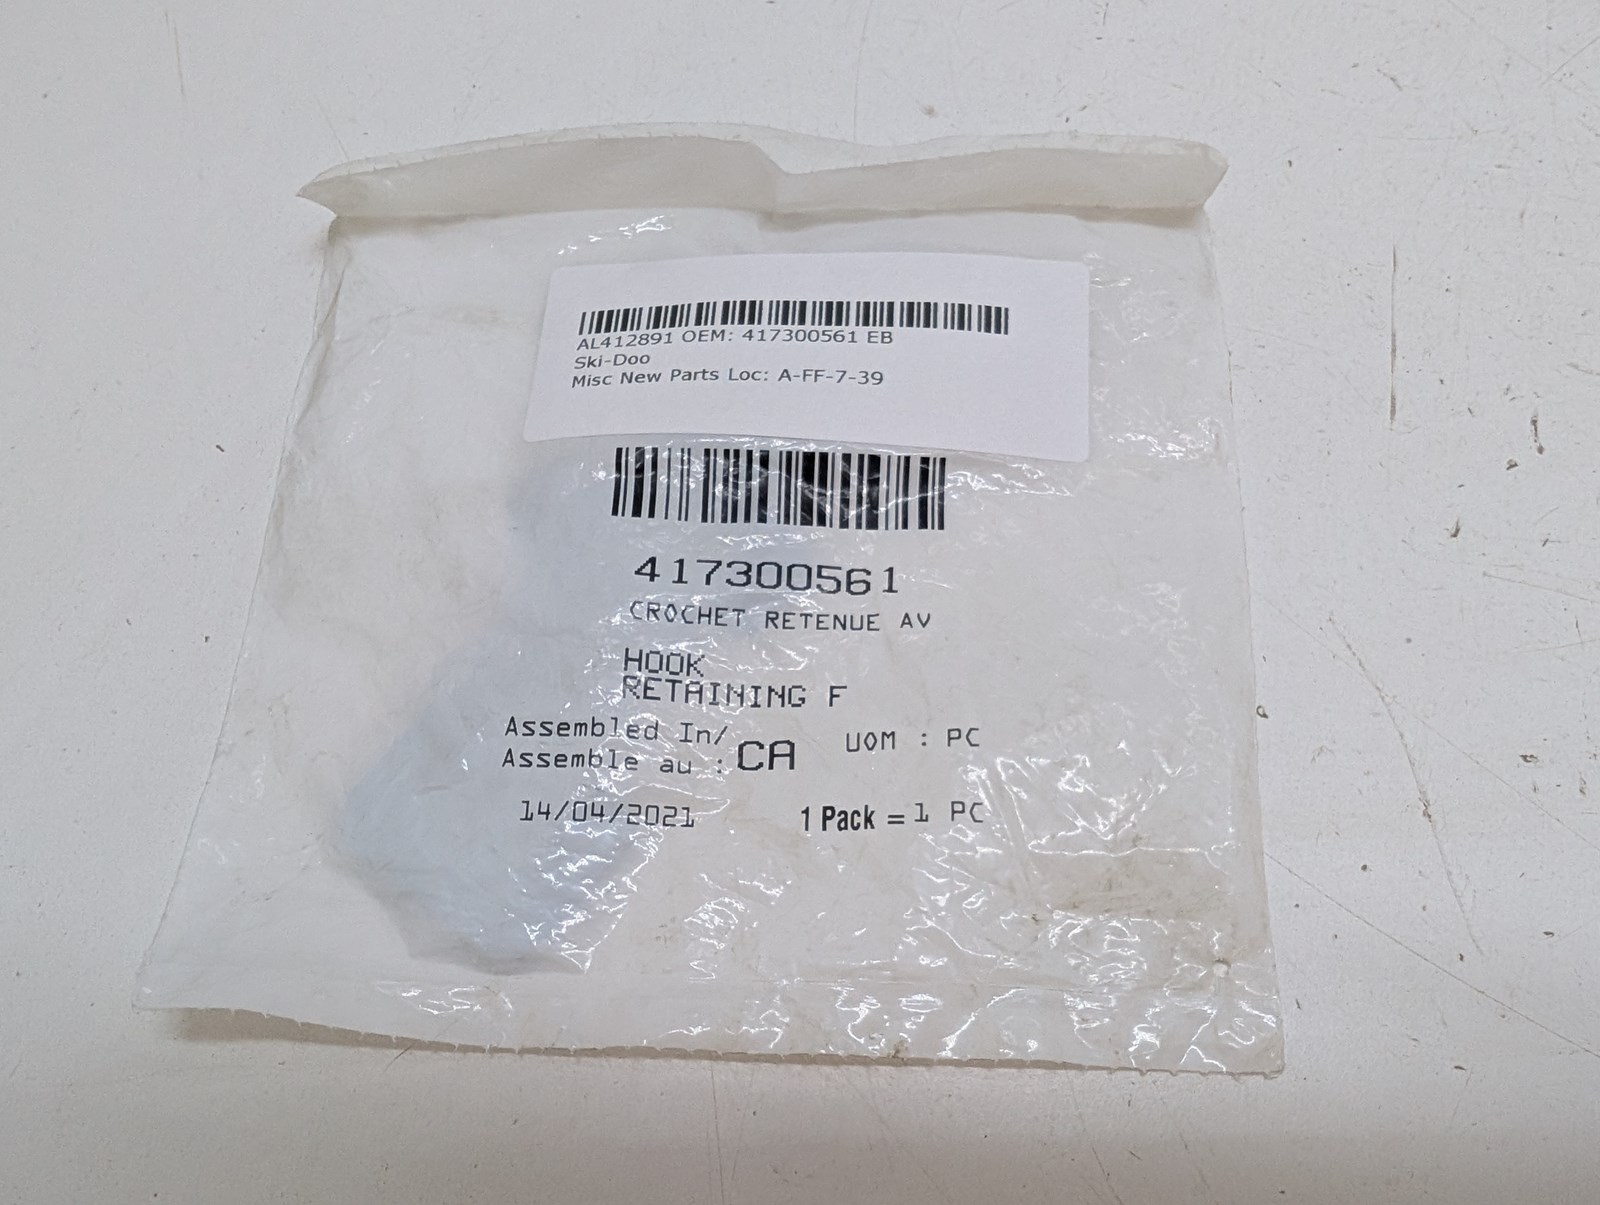 AL412891 OEM: 417300561 EB
Ski-Doo
Misc New Parts Loc: A-FF-7-39
417300561
CROCHET RETENUE AV
HOOK
RETAINING F
Assembled In/
Assemble au : CA
UOM : PC
14/04/2021
1 Pack = 1 PC